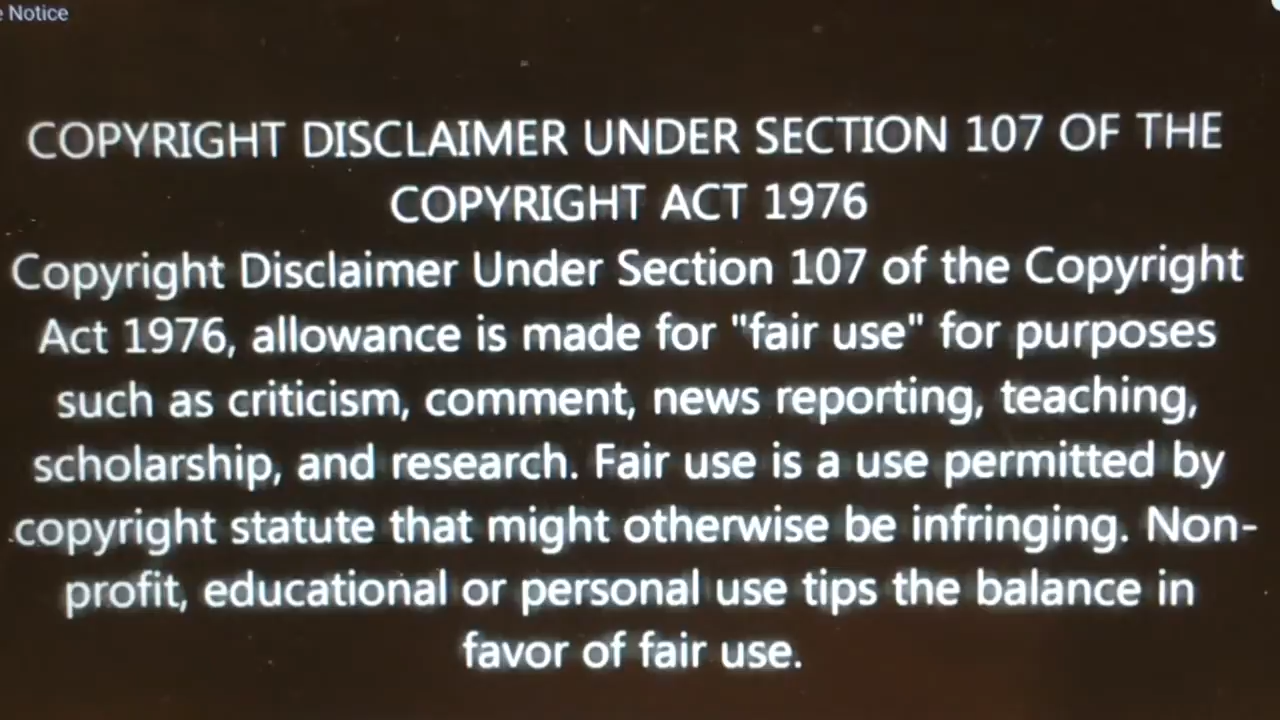 Notice
COPYRIGHT DISCLAIMER UNDER SECTION 107 OF THE
COPYRIGHT ACT 1976
Copyright Disclaimer Under Section 107 of the Copyright
Act 1976, allowance is made for "fair use" for purposes
such as criticism, comment, news reporting, teaching,
scholarship, and research. Fair use is a use permitted by
copyright statute that might otherwise be infringing. Non-
profit, educational or personal use tips the balance in
favor of fair use.